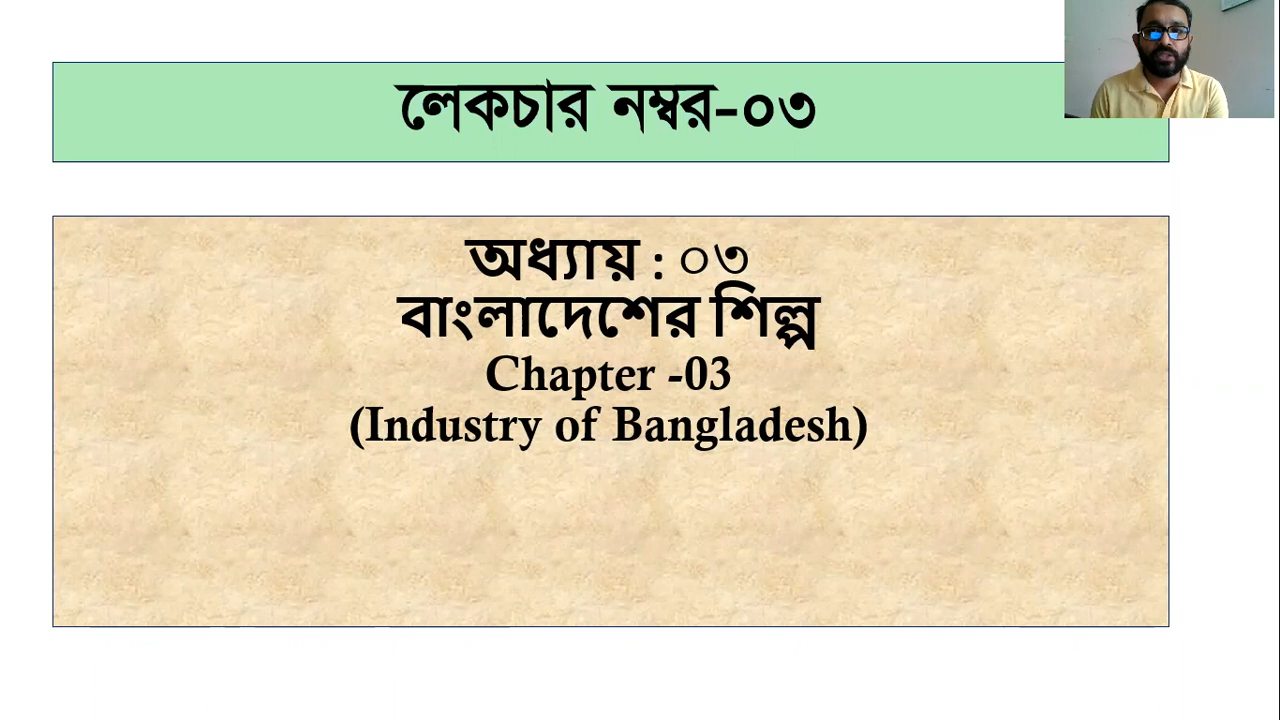 লেকচার নম্বর-০৩
অধ্যায় : ০৩
বাংলাদেশের শিল্প
Chapter -03
(Industry of Bangladesh)